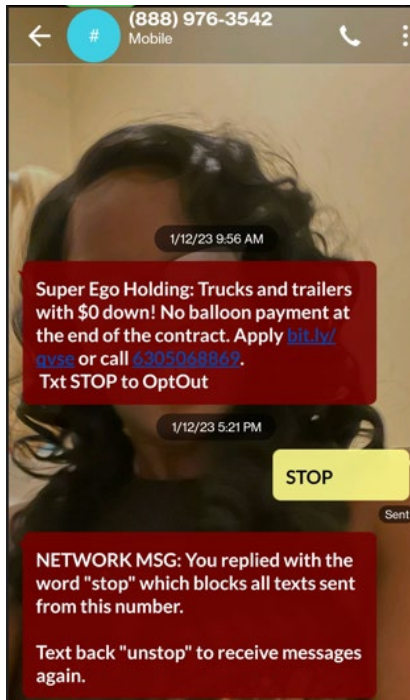 (888) 976-3542
#
Mobile
1/12/23 9:56 AM
Super Ego Holding: Trucks and trailers
with $0 down! No balloon payment at
the end of the contract. Apply bit.ly/
qvse or call 6305068869.
Txt STOP to OptOut
1/12/23 5:21 PM
STOP
Sent
NETWORK MSG: You replied with the
word "stop" which blocks all texts sent
from this number.
Text back "unstop" to receive messages
again.